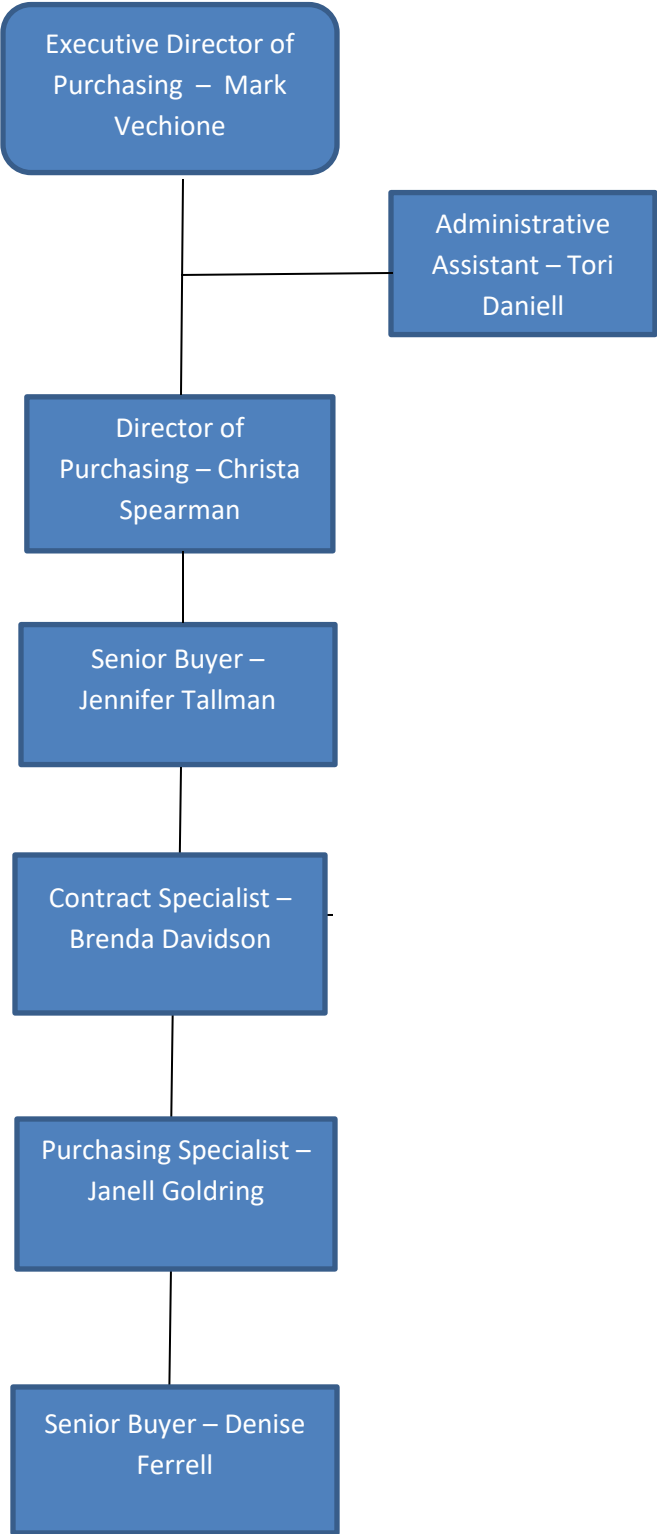 Executive Director of
Purchasing – Mark
Vechione
Administrative
Assistant – Tori
Daniell
Director of
Purchasing – Christa
Spearman
Senior Buyer –
Jennifer Tallman
Contract Specialist –
Brenda Davidson
Purchasing Specialist –
Janell Goldring
Senior Buyer – Denise
Ferrell